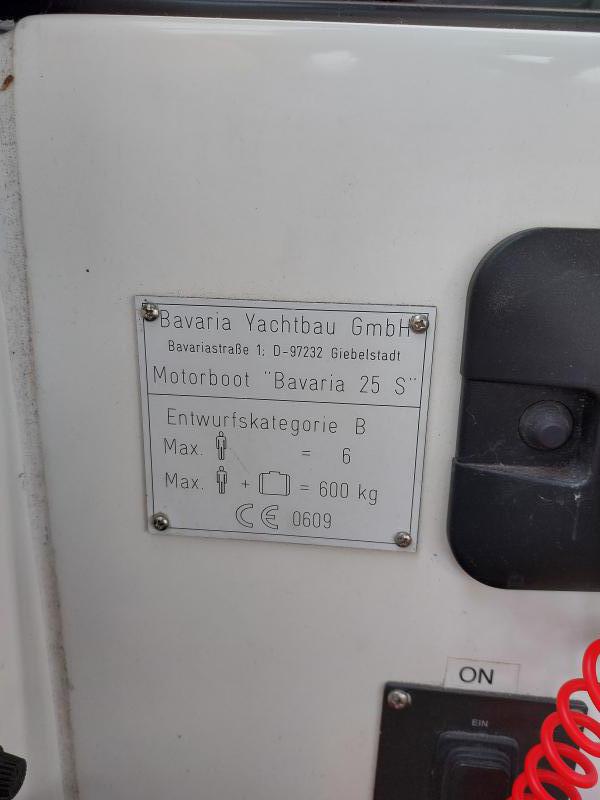 Bavaria Yachtbau GmbH
Bavariastraße 1; D-97232 Giebelstadt
Motorboot "Bavaria 25 S"
Entwurfskategorie B
Max. = 6
Max. + = 600 kg
CE 0609
ON
EIN